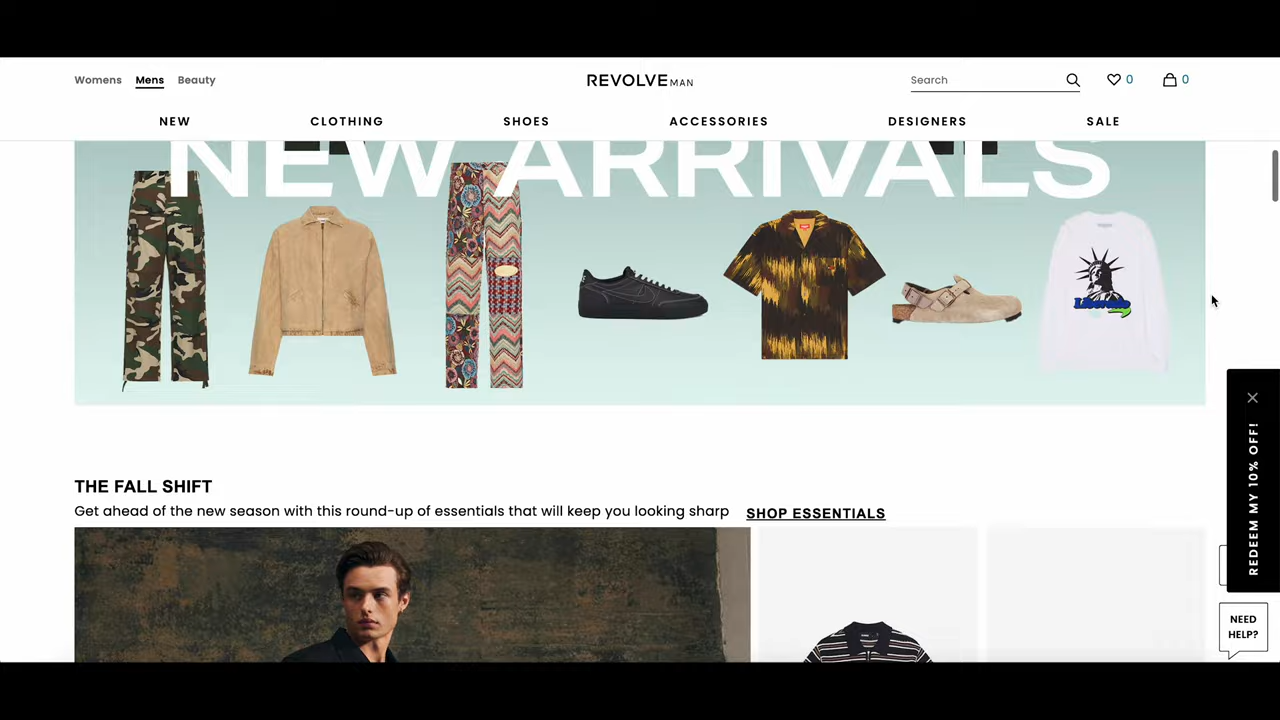 Womens Mens Beauty
REVOLVE MAN
Search
0
0
NEW CLOTHING SHOES ACCESSORIES DESIGNERS SALE
NEW ARRIVALS
Liberaiders
REDEEM MY 10% OFF!
THE FALL SHIFT
Get ahead of the new season with this round-up of essentials that will keep you looking sharp SHOP ESSENTIALS
NEED
HELP?